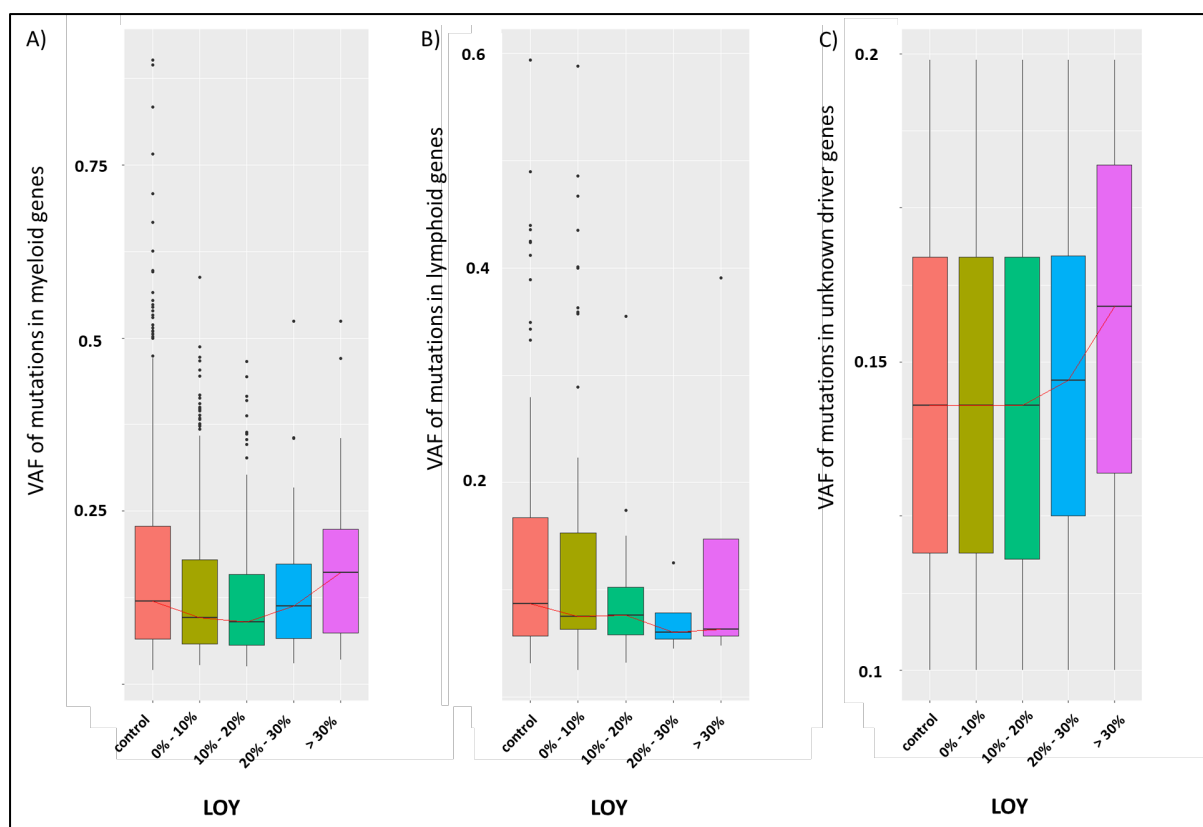 A)
VAF of mutations in myeloid genes
0.75
0.5
0.25
control
0% - 10%
10% - 20%
20% - 30%
> 30%
LOY
B)
VAF of mutations in lymphoid genes
0.6
0.4
0.2
control
0% - 10%
10% - 20%
20% - 30%
> 30%
LOY
C)
VAF of mutations in unknown driver genes
0.2
0.15
0.1
control
0% - 10%
10% - 20%
20% - 30%
> 30%
LOY